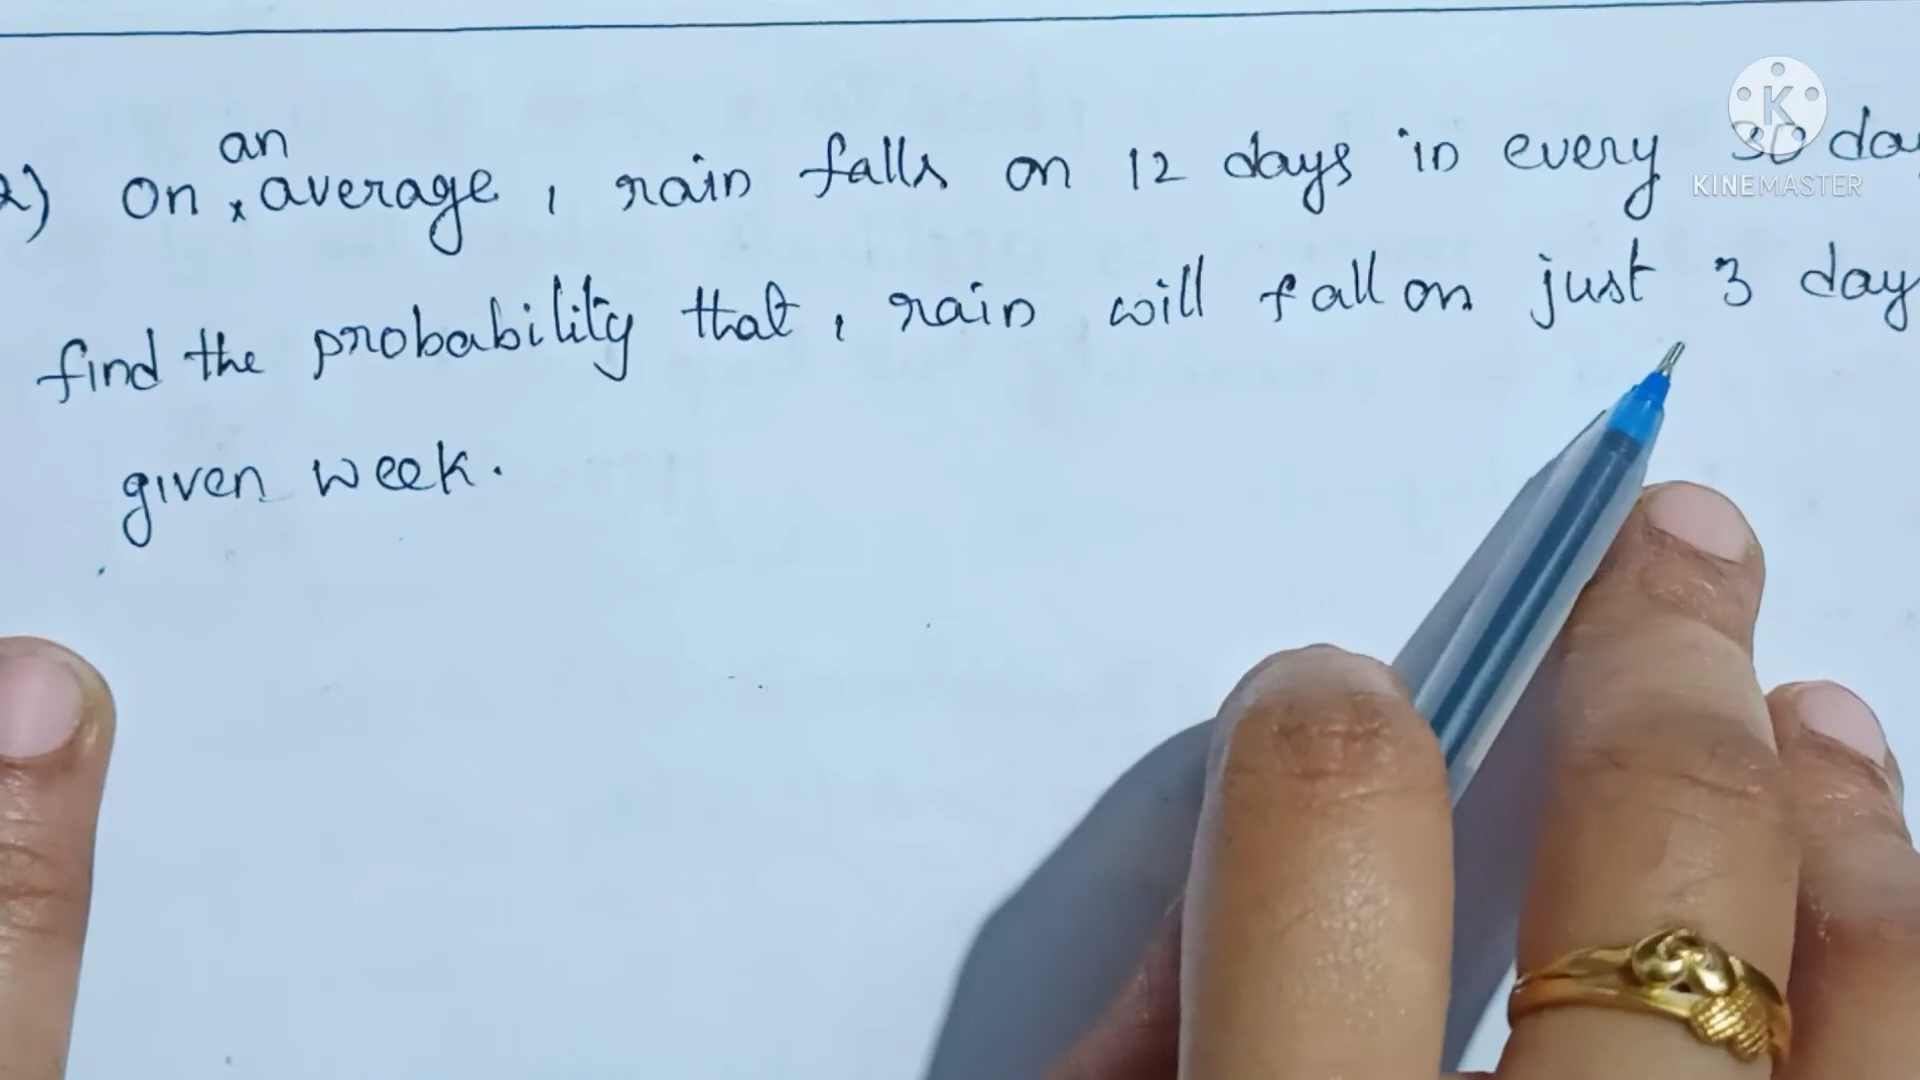 an
2) On x average, rain falls on 12 days in every 30 da
find the probability that, rain will fall on just 3 day
given week.
K
KINEMASTER